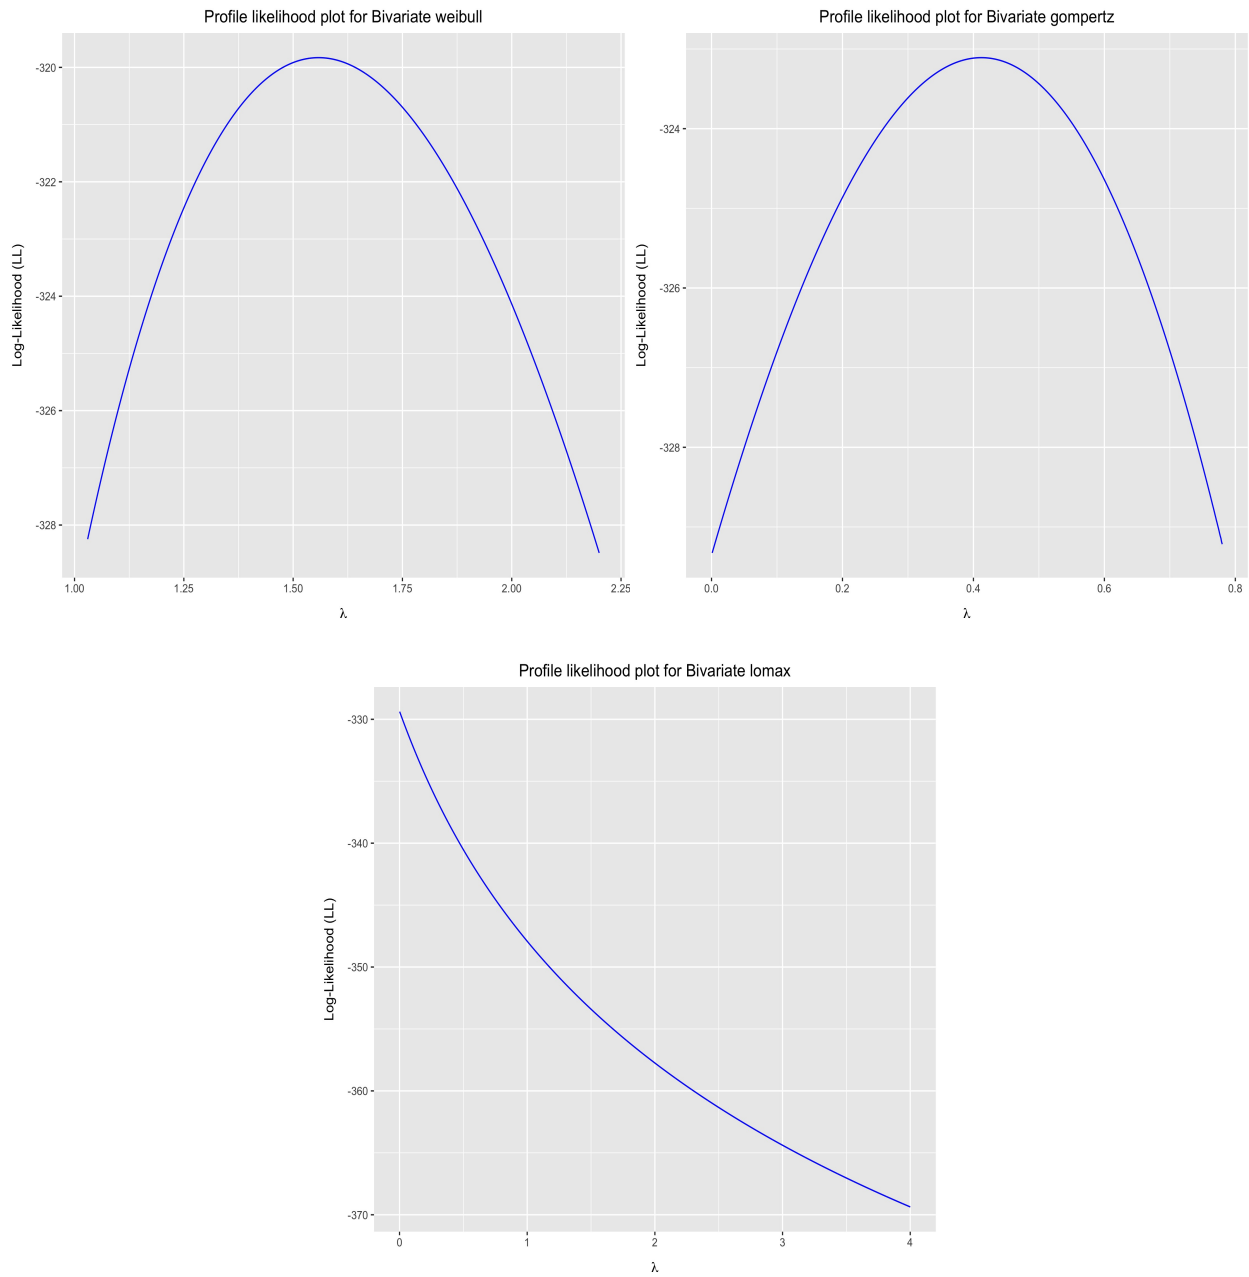 Profile likelihood plot for Bivariate weibull
Log-Likelihood (LL)
-320
-322
-324
-326
-328
1.00 1.25 1.50 1.75 2.00 2.25
λ
Profile likelihood plot for Bivariate gompertz
Log-Likelihood (LL)
-324
-326
-328
0.0 0.2 0.4 0.6 0.8
λ
Profile likelihood plot for Bivariate lomax
Log-Likelihood (LL)
-330
-340
-350
-360
-370
0 1 2 3 4
λ